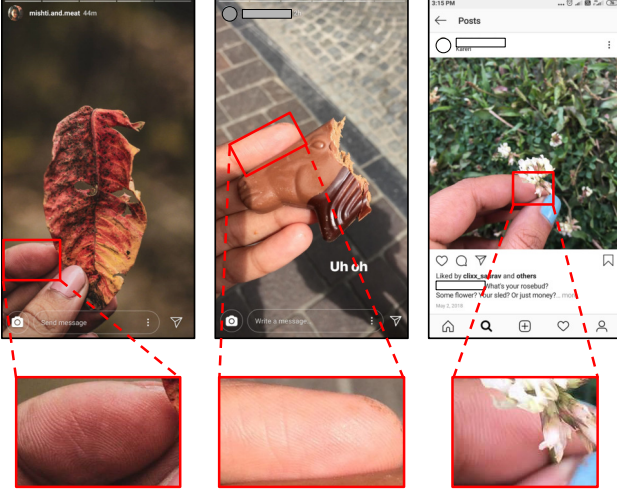 mishti.and.meat 44m
Send message
Uh oh
Write a message
3:15 PM
Posts
Liked by clixx_saurav and others
What's your rosebud?
Some flower? Your sled? Or just money?... more
May 2, 2018